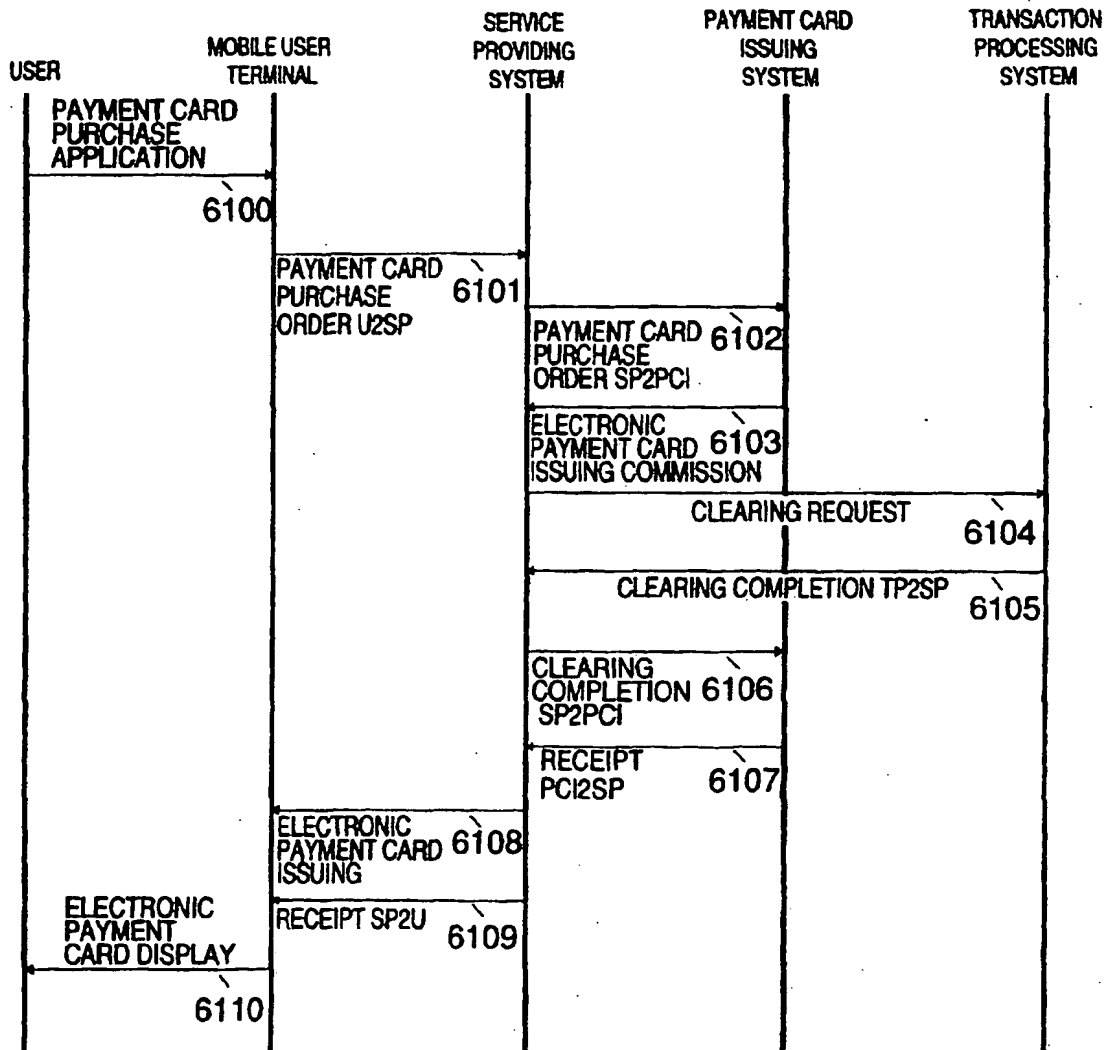 USER
MOBILE USER
TERMINAL
SERVICE
PROVIDING
SYSTEM
PAYMENT CARD
ISSUING
SYSTEM
TRANSACTION
PROCESSING
SYSTEM
PAYMENT CARD
PURCHASE
APPLICATION
6100
PAYMENT CARD
PURCHASE
ORDER U2SP
6101
PAYMENT CARD
PURCHASE
ORDER SP2PCI
6102
ELECTRONIC
PAYMENT CARD
ISSUING COMMISSION
6103
CLEARING REQUEST
6104
CLEARING COMPLETION TP2SP
6105
CLEARING
COMPLETION
SP2PCI
6106
RECEIPT
PCI2SP
6107
ELECTRONIC
PAYMENT CARD
ISSUING
6108
RECEIPT SP2U
6109
ELECTRONIC
PAYMENT
CARD DISPLAY
6110